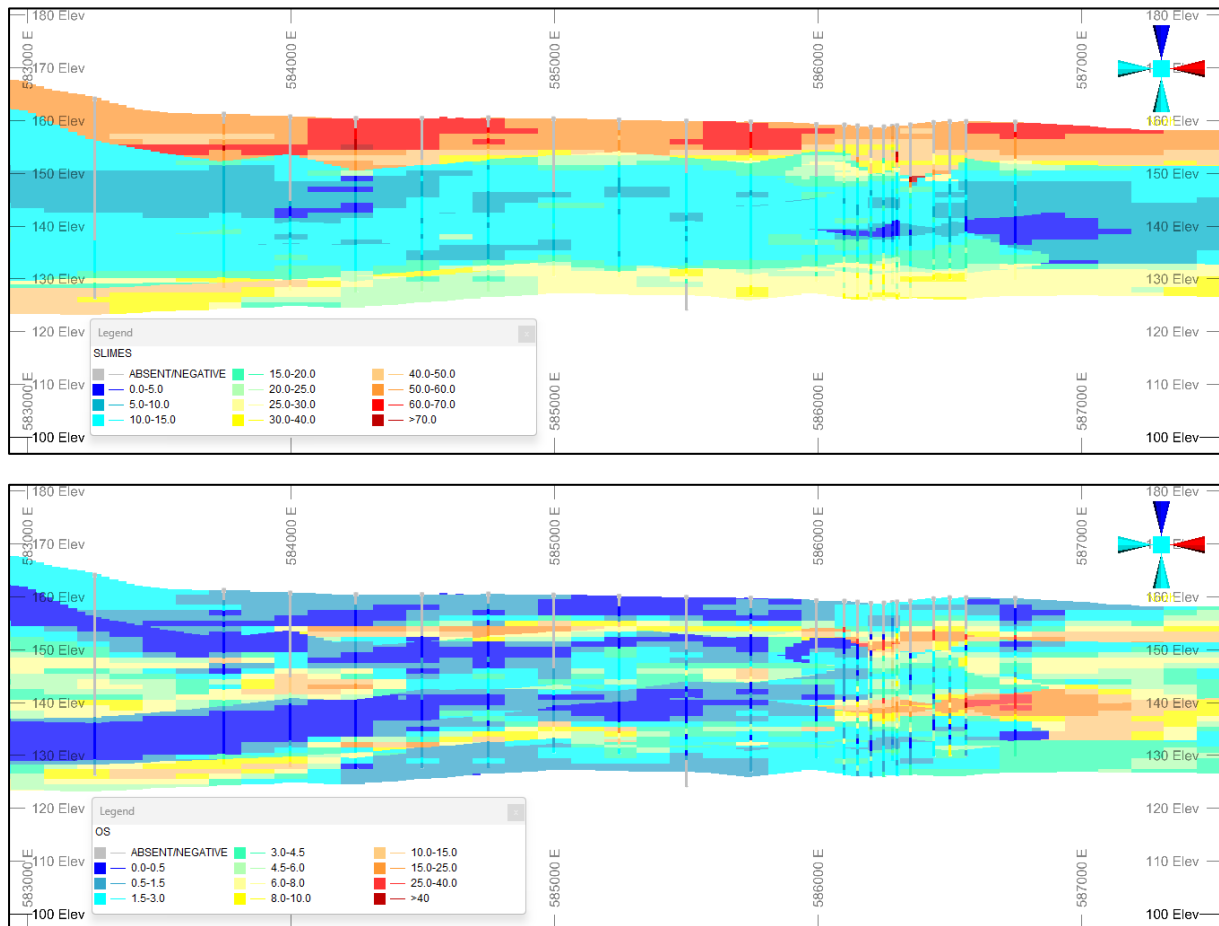 180 Elev
583000 E
584000 E
585000 E
586000 E
587000 E
180 Elev
170 Elev
160 Elev
160 Elev
150 Elev
150 Elev
140 Elev
140 Elev
130 Elev
130 Elev
120 Elev
120 Elev
110 Elev
110 Elev
100 Elev
100 Elev
583000 E
584000 E
585000 E
586000 E
587000 E
Legend
x
SLIMES
ABSENT/NEGATIVE 15.0-20.0 40.0-50.0
0.0-5.0 20.0-25.0 50.0-60.0
5.0-10.0 25.0-30.0 60.0-70.0
10.0-15.0 30.0-40.0 >70.0
180 Elev
583000 E
584000 E
585000 E
586000 E
587000 E
180 Elev
170 Elev
160 Elev
160 Elev
150 Elev
150 Elev
140 Elev
140 Elev
130 Elev
130 Elev
120 Elev
120 Elev
110 Elev
110 Elev
100 Elev
100 Elev
583000 E
584000 E
585000 E
586000 E
587000 E
Legend
x
OS
ABSENT/NEGATIVE 3.0-4.5 10.0-15.0
0.0-0.5 4.5-6.0 15.0-25.0
0.5-1.5 6.0-8.0 25.0-40.0
1.5-3.0 8.0-10.0 >40